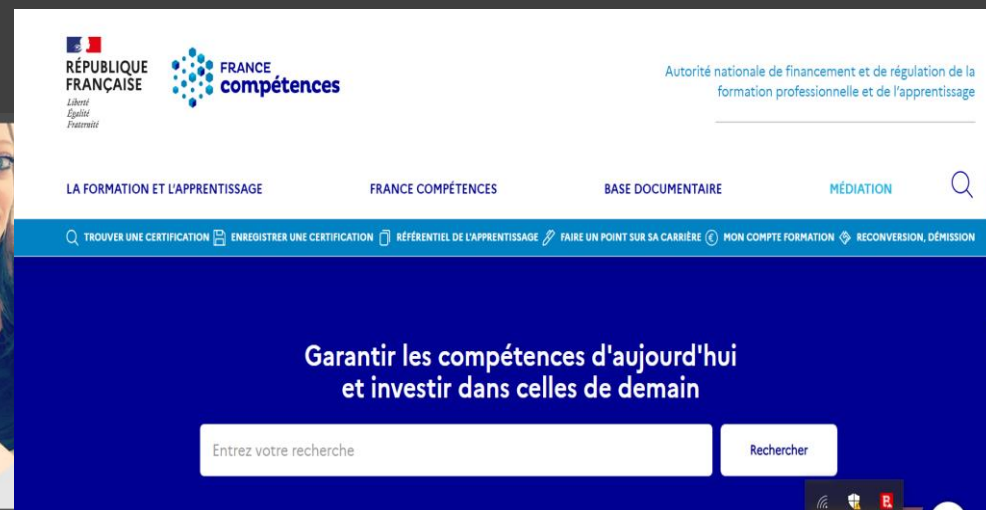 RÉPUBLIQUE
FRANÇAISE
Liberté
Égalité
Fraternité
FRANCE
compétences
Autorité nationale de financement et de régulation de la
formation professionnelle et de l'apprentissage
LA FORMATION ET L'APPRENTISSAGE FRANCE COMPÉTENCES BASE DOCUMENTAIRE MÉDIATION
TROUVER UNE CERTIFICATION ENREGISTRER UNE CERTIFICATION RÉFÉRENTIEL DE L'APPRENTISSAGE FAIRE UN POINT SUR SA CARRIÈRE MON COMPTE FORMATION RECONVERSION, DÉMISSION
Garantir les compétences d'aujourd'hui
et investir dans celles de demain
Entrez votre recherche Rechercher